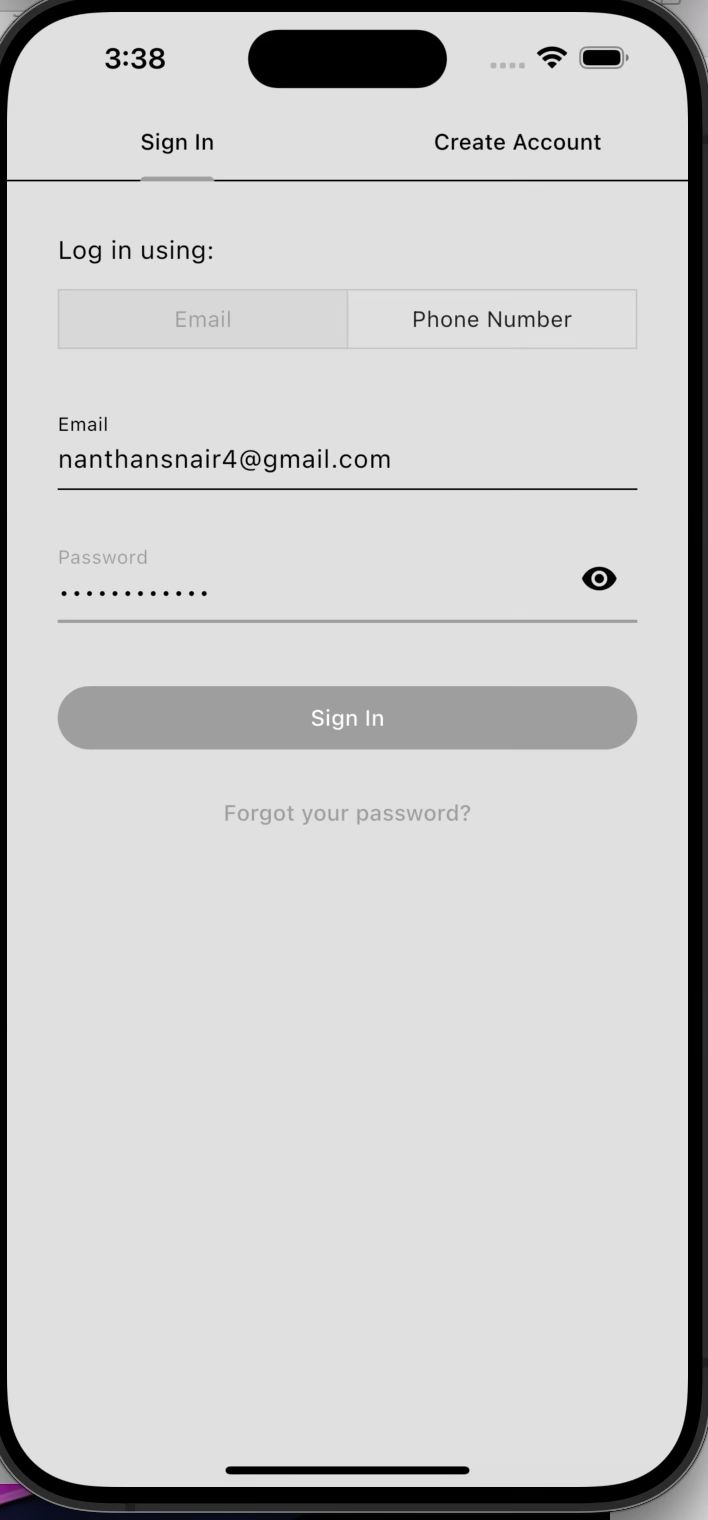 3:38
Sign In
Create Account
Log in using:
Email
Phone Number
Email
nanthansnair4@gmail.com
Password
••••••••••••
Sign In
Forgot your password?